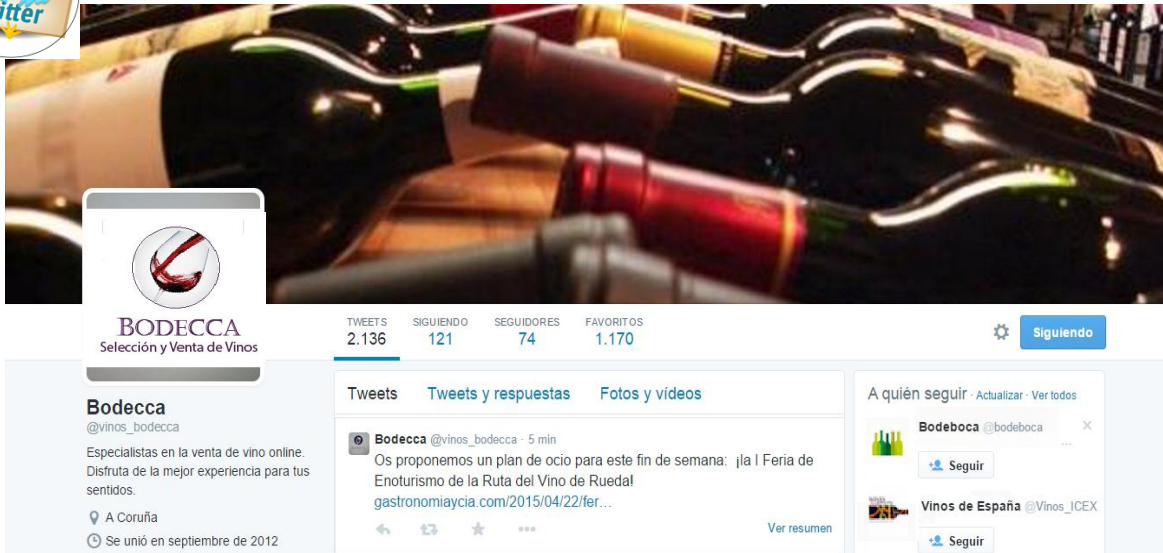 itter
BODECCA
Selección y Venta de Vinos
TWEETS
2.136
SIGUIENDO
121
SEGUIDORES
74
FAVORITOS
1.170
Siguiendo
Bodecca
@vinos_bodecca
Especialistas en la venta de vino online.
Disfruta de la mejor experiencia para tus
sentidos.
A Coruña
Se unió en septiembre de 2012
Tweets Tweets y respuestas Fotos y vídeos
Bodecca @vinos_bodecca · 5 min
Os proponemos un plan de ocio para este fin de semana: ¡la I Feria de
Enoturismo de la Ruta del Vino de Rueda!
gastronomiaycia.com/2015/04/22/fer…
Ver resumen
A quién seguir · Actualizar · Ver todos
Bodeboca @bodeboca
...
Seguir
Vinos de España @Vinos_ICEX
Seguir